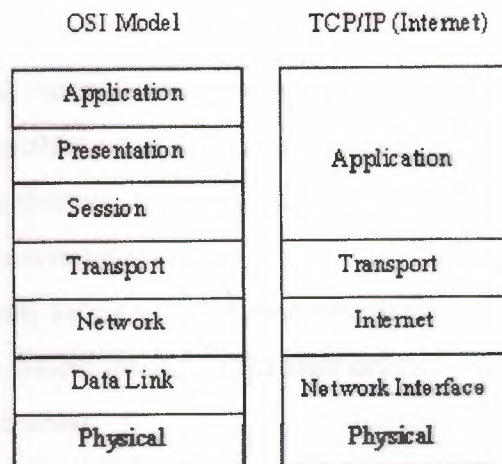 OSI Model
TCP/IP (Internet)
Application
Presentation
Session
Transport
Network
Data Link
Physical
Application
Transport
Internet
Network Interface
Physical